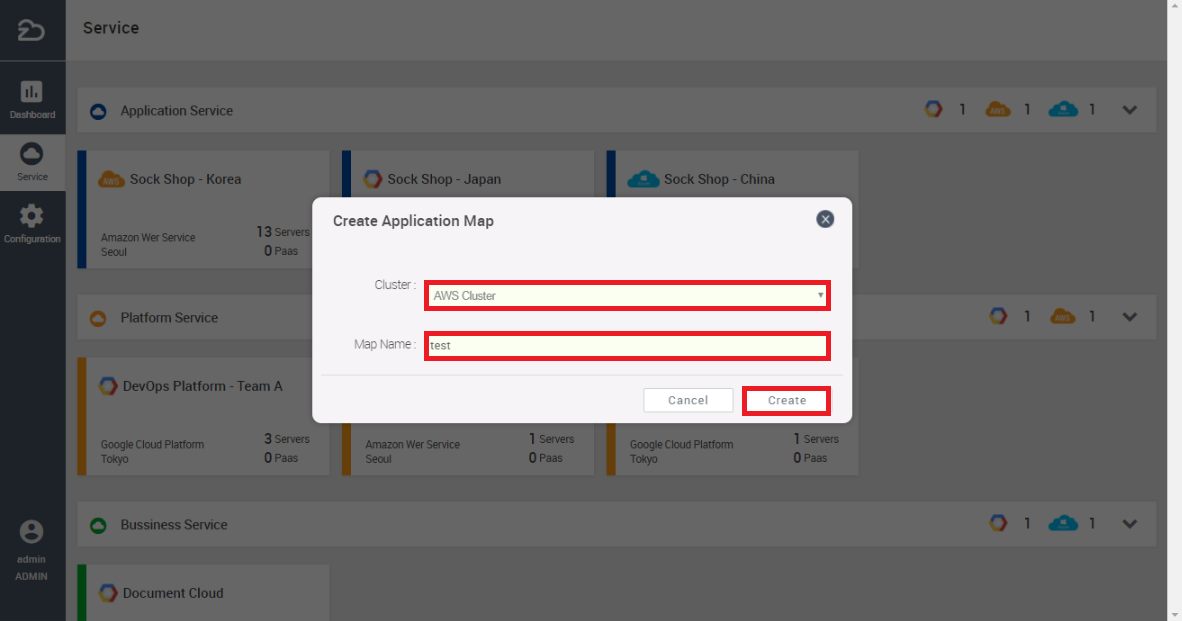 Service
Dashboard
Service
Configuration
admin
ADMIN
Application Service
1
AWS
1
1
Sock Shop - Korea
AWS
Amazon Wer Service
Seoul
13 Servers
0 Paas
Sock Shop - Japan
Sock Shop - China
Create Application Map
Cluster :
AWS Cluster
Map Name :
test
Cancel
Create
Platform Service
1
AWS
1
DevOps Platform - Team A
Google Cloud Platform
Tokyo
3 Servers
0 Paas
Amazon Wer Service
Seoul
1 Servers
0 Paas
Google Cloud Platform
Tokyo
1 Servers
0 Paas
Bussiness Service
1
1
Document Cloud